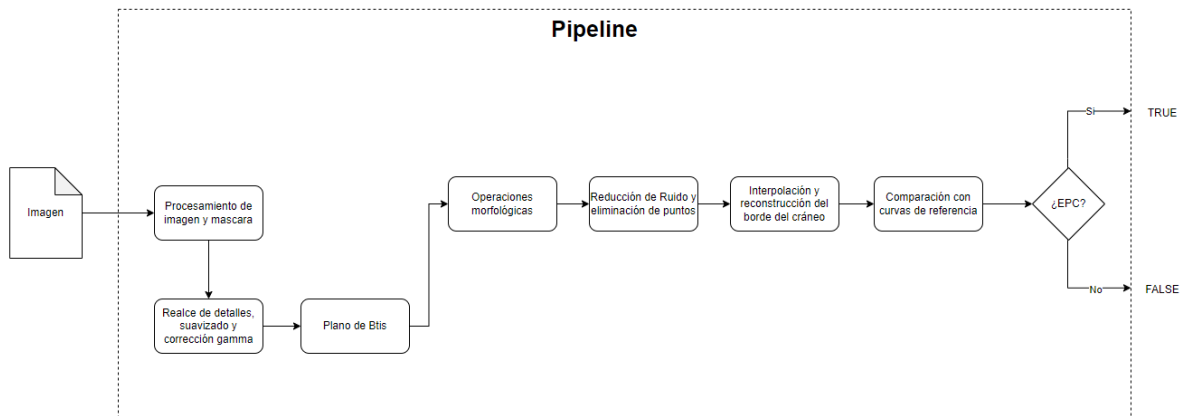 Pipeline
Imagen
Procesamiento de
imagen y mascara
Realce de detalles,
suavizado y
corrección gamma
Plano de Btis
Operaciones
morfológicas
Reducción de Ruido y
eliminación de puntos
Interpolación y
reconstrucción del
borde del cráneo
Comparación con
curvas de referencia
¿EPC?
Si
TRUE
No
FALSE